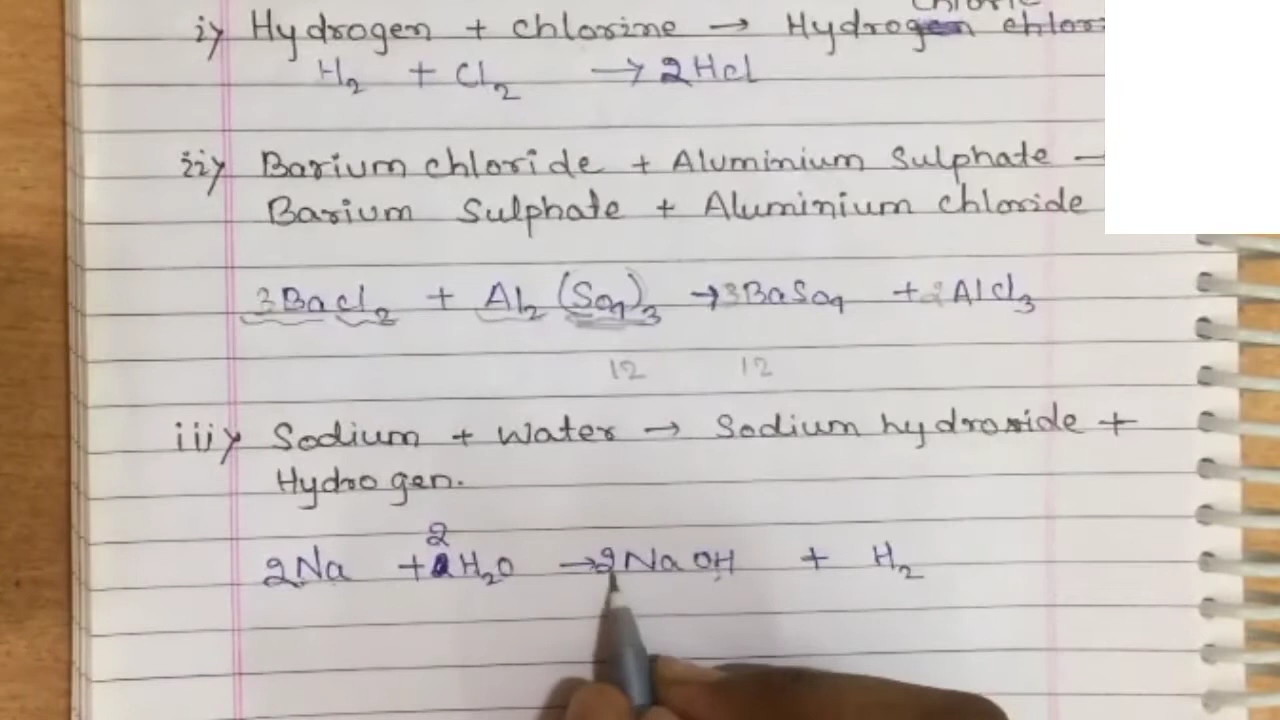 i) Hydrogen + chlorine → Hydrogen
H2 + Cl2 → 2Hcl
ii) Barium chloride + Aluminium Sulphate —
Barium Sulphate + Aluminium chloride
3Bacl2 + Al2 (So4)3 → 3BaSo4 + 2Alcl3
12 12
iii) Sodium + Water → Sodium hydroxide +
Hydrogen.
2
2Na + 2H2O → 2NaOH + H2